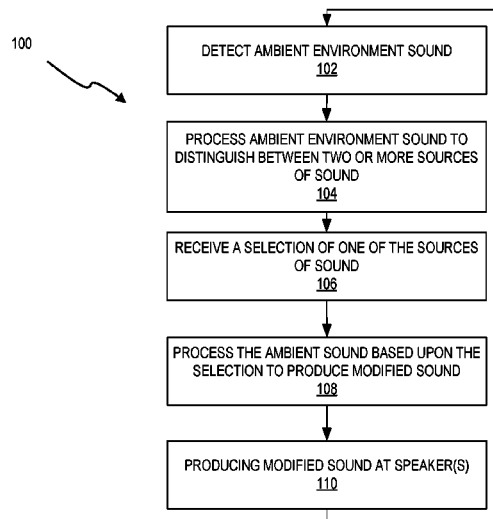 100
DETECT AMBIENT ENVIRONMENT SOUND
102
PROCESS AMBIENT ENVIRONMENT SOUND TO
DISTINGUISH BETWEEN TWO OR MORE SOURCES
OF SOUND
104
RECEIVE A SELECTION OF ONE OF THE SOURCES
OF SOUND
106
PROCESS THE AMBIENT SOUND BASED UPON THE
SELECTION TO PRODUCE MODIFIED SOUND
108
PRODUCING MODIFIED SOUND AT SPEAKER(S)
110